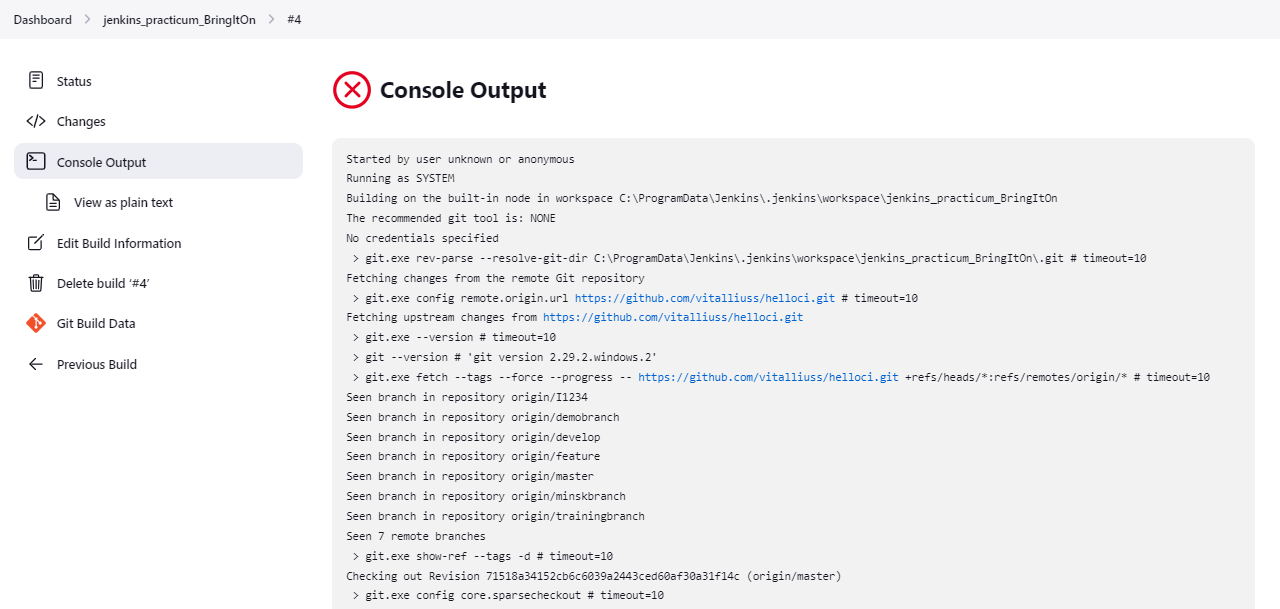 Dashboard > jenkins_practicum_BringItOn > #4
Status
Changes
Console Output
View as plain text
Edit Build Information
Delete build ‘#4’
Git Build Data
Previous Build
Console Output
Started by user unknown or anonymous
Running as SYSTEM
Building on the built-in node in workspace C:\ProgramData\Jenkins\.jenkins\workspace\jenkins_practicum_BringItOn
The recommended git tool is: NONE
No credentials specified
 > git.exe rev-parse --resolve-git-dir C:\ProgramData\Jenkins\.jenkins\workspace\jenkins_practicum_BringItOn\.git # timeout=10
Fetching changes from the remote Git repository
 > git.exe config remote.origin.url https://github.com/vitalliuss/helloci.git # timeout=10
Fetching upstream changes from https://github.com/vitalliuss/helloci.git
 > git.exe --version # timeout=10
 > git --version # 'git version 2.29.2.windows.2'
 > git.exe fetch --tags --force --progress -- https://github.com/vitalliuss/helloci.git +refs/heads/*:refs/remotes/origin/* # timeout=10
Seen branch in repository origin/I1234
Seen branch in repository origin/demobranch
Seen branch in repository origin/develop
Seen branch in repository origin/feature
Seen branch in repository origin/master
Seen branch in repository origin/minskbranch
Seen branch in repository origin/trainingbranch
Seen 7 remote branches
 > git.exe show-ref --tags -d # timeout=10
Checking out Revision 71518a34152cb6c6039a2443ced60af30a31f14c (origin/master)
 > git.exe config core.sparsecheckout # timeout=10